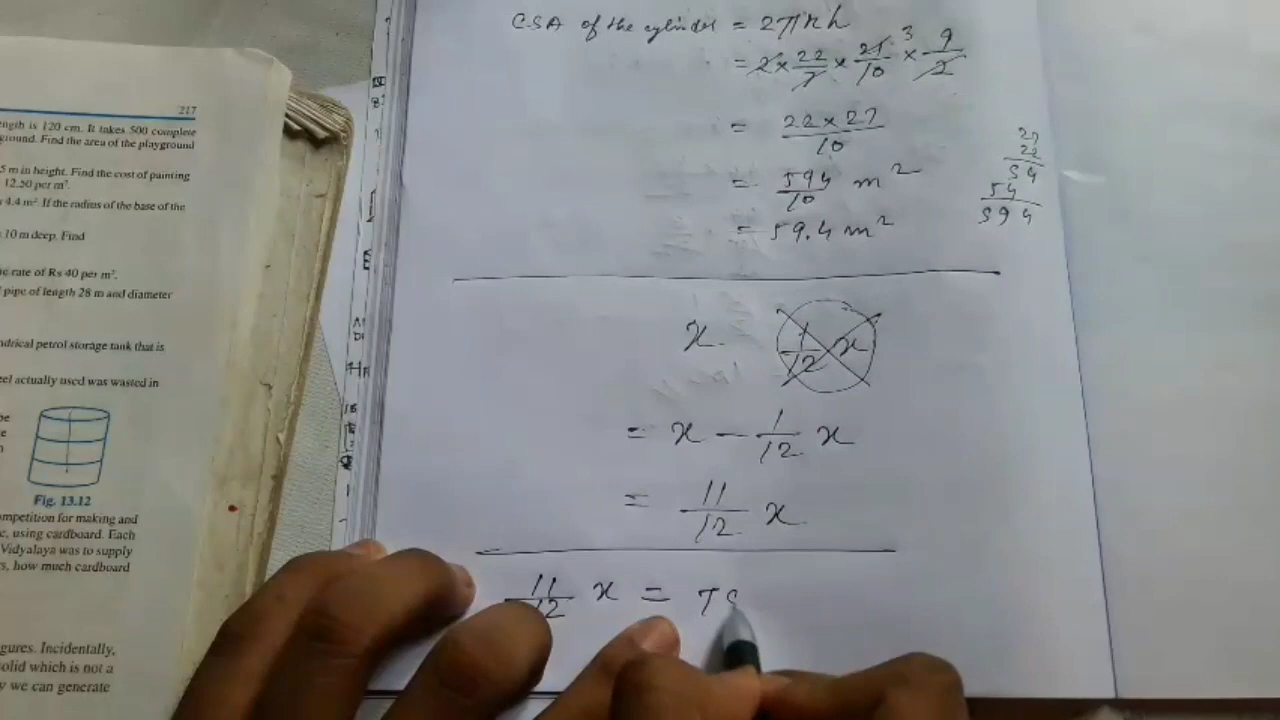 217
ength is 120 cm. It takes 500 complete
ground. Find the area of the playground
5 m in height. Find the cost of painting
12.50 per m².
4.4 m². If the radius of the base of the
10 m deep. Find
e rate of Rs 40 per m².
pipe of length 28 m and diameter
ndrical petrol storage tank that is
eel actually used was wasted in
Fig. 13.12
ompetition for making and
e, using cardboard. Each
Vidyalaya was to supply
s, how much cardboard
gures. Incidentally,
olid which is not a
y we can generate
CSA of the cylinder = 2πrh
= 2 × 22/7 × 21/10 3 × 9/2
= 22 × 27/10
= 594/10 m²
= 59.4 m²
27
22
54
54
594
x 1/12 x
= x – 1/12 x
= 11/12 x
11/12 x = TS